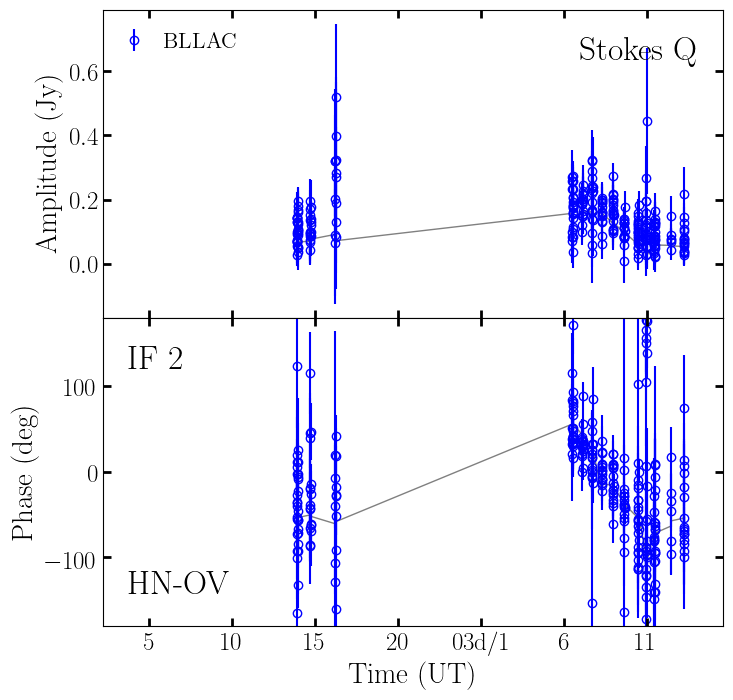 BLLAC
Stokes Q
Amplitude (Jy)
0.6
0.4
0.2
0.0
IF 2
HN-OV
Phase (deg)
100
0
−100
5 10 15 20 03d/1 6 11
Time (UT)